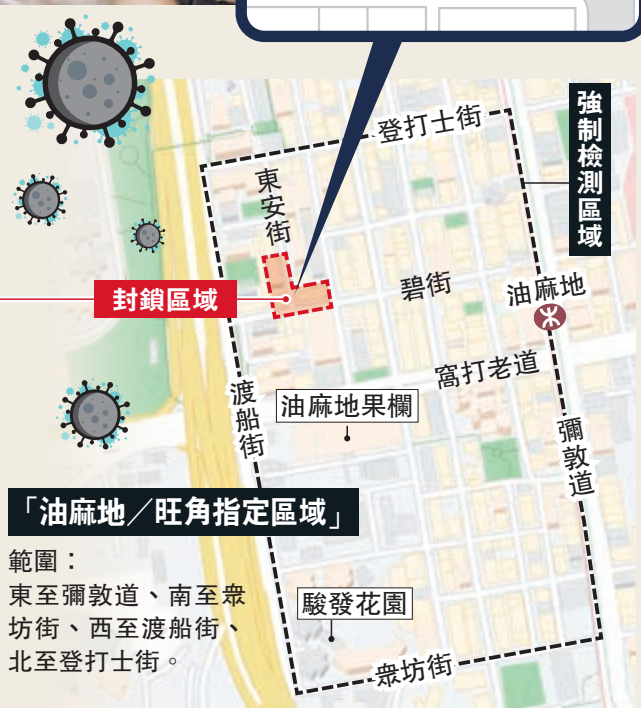 登打士街
強制檢測區域
東安街
碧街
油麻地
封鎖區域
窩打老道
渡船街
油麻地果欄
彌敦道
「油麻地／旺角指定區域」
範圍：
東至彌敦道、南至衆
坊街、西至渡船街、
北至登打士街。
駿發花園
衆坊街